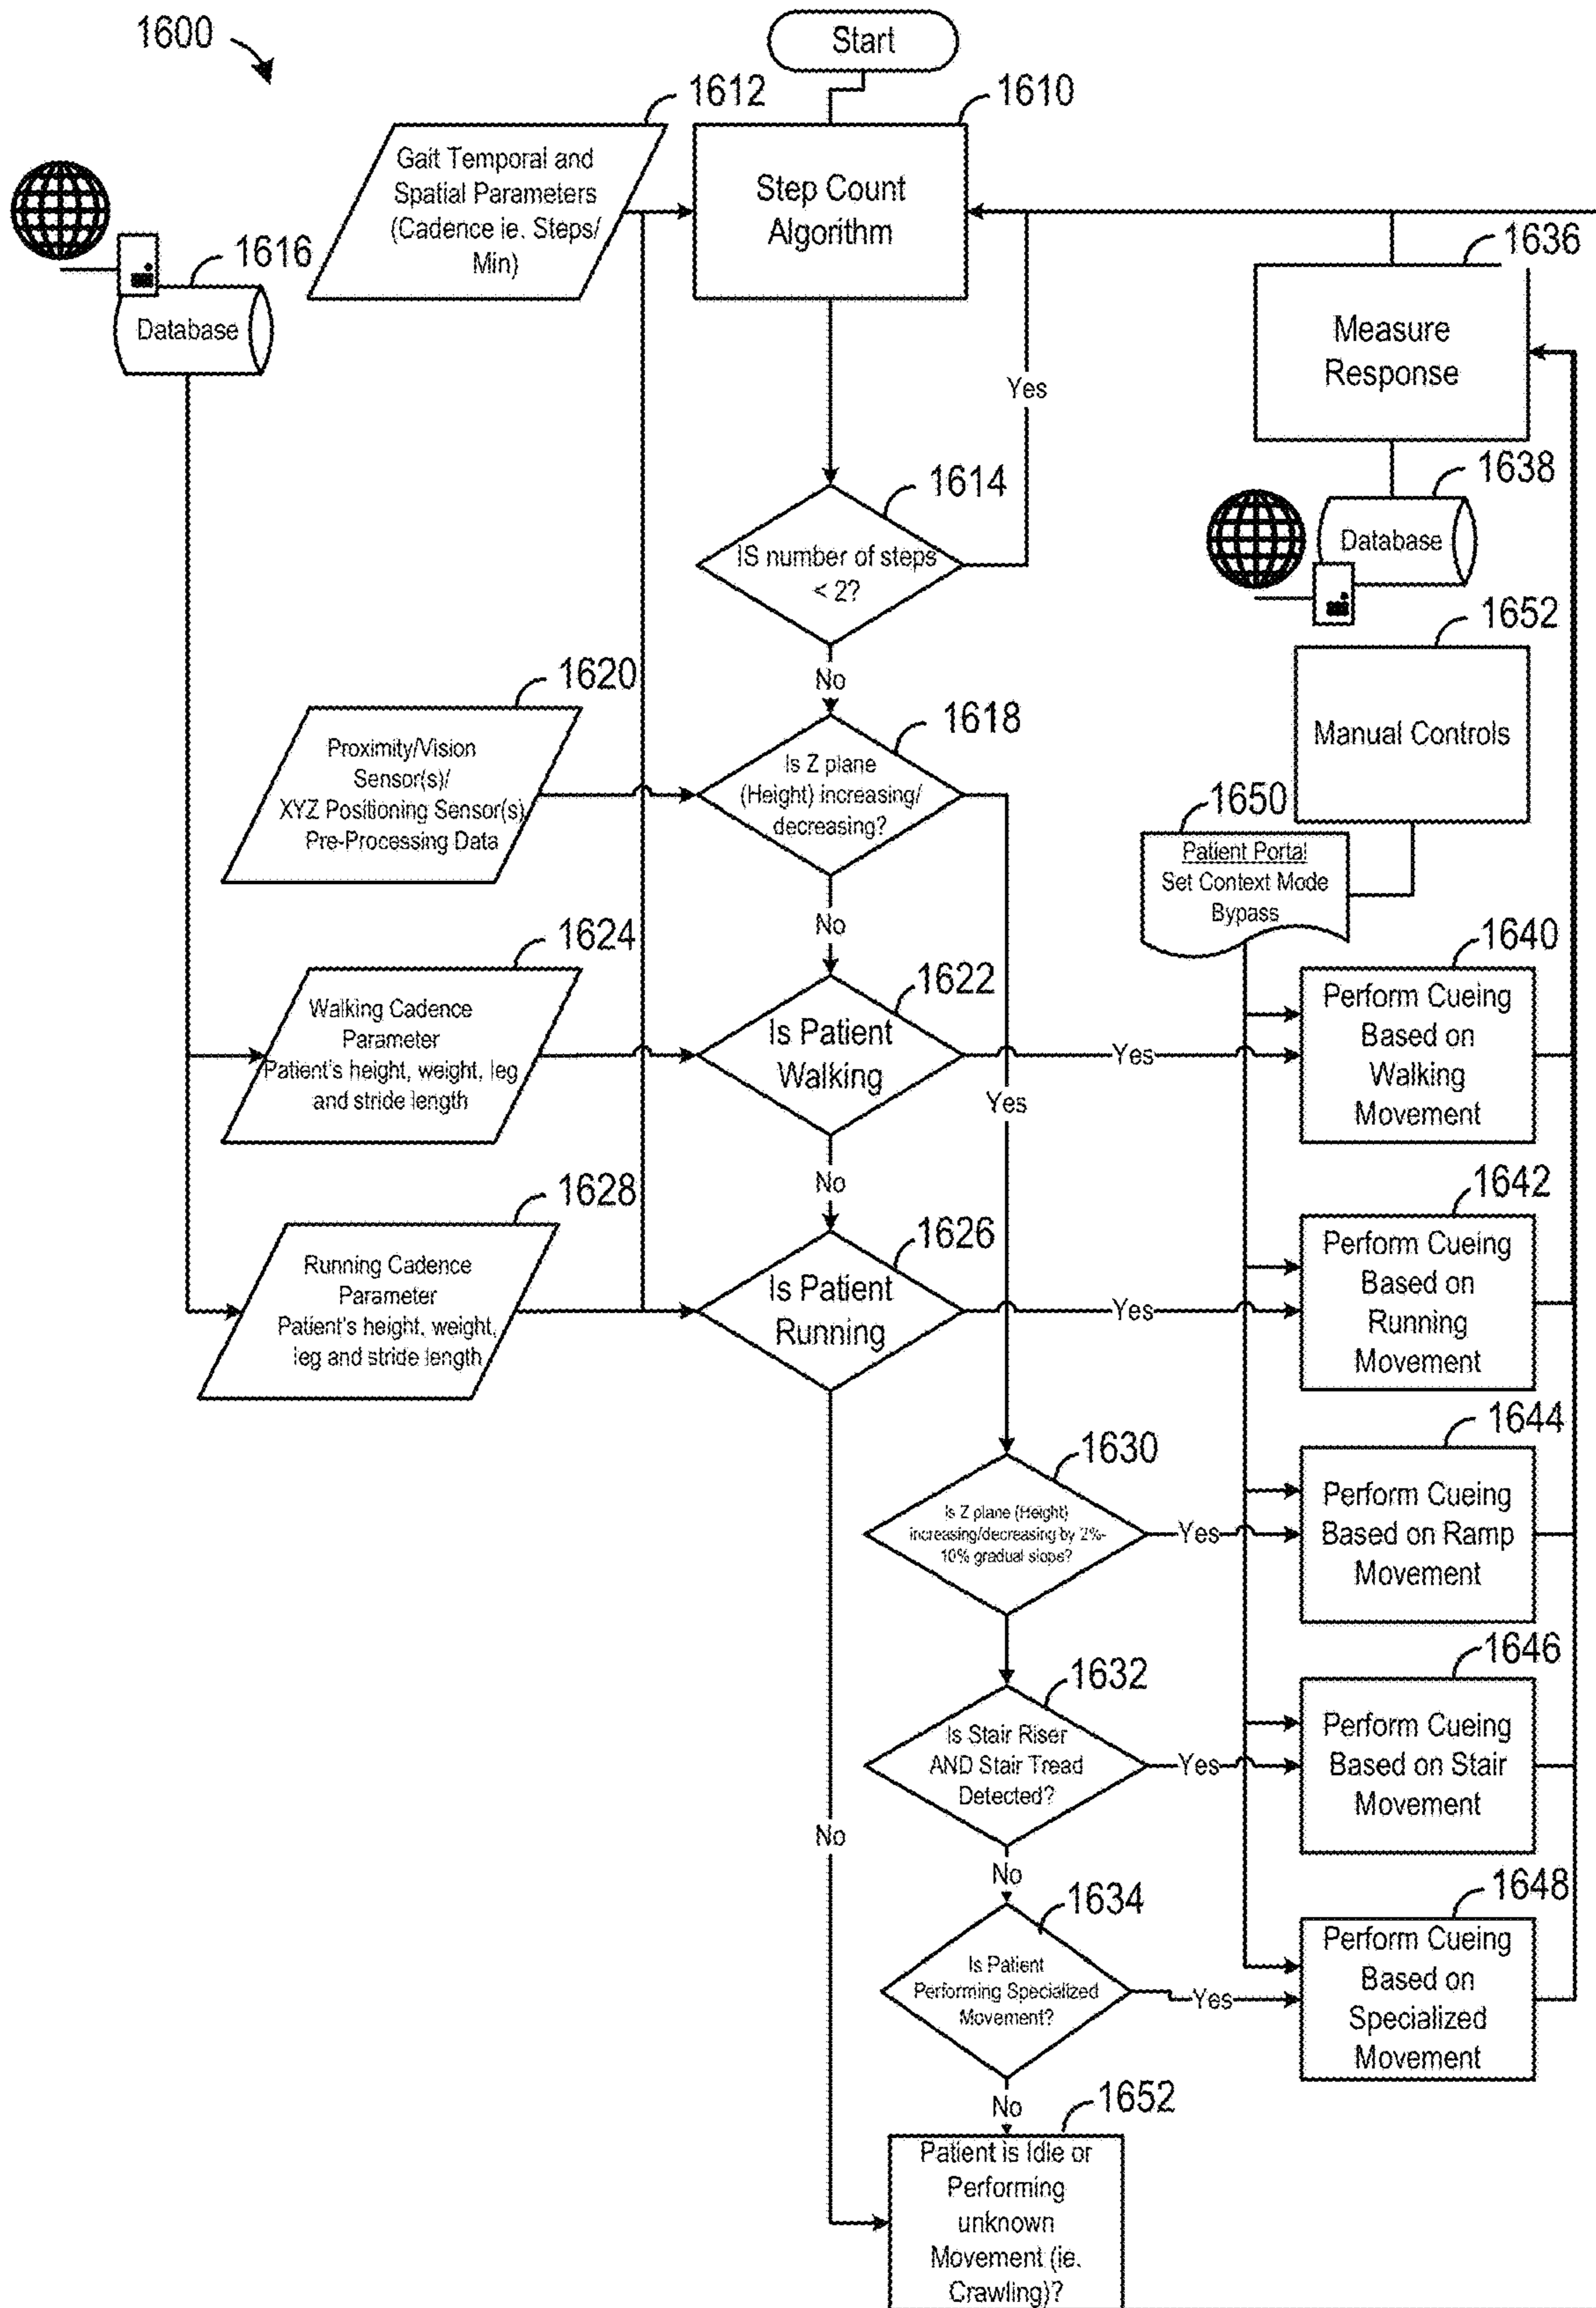 1600
Start
1612
1610
Gait Temporal and
Spatial Parameters
(Cadence ie. Steps/
Min)
Step Count
Algorithm
1616
Database
1636
Measure
Response
Yes
1614
IS number of steps
< 2?
1638
Database
No
1652
Manual Controls
1620
Proximity/Vision
Sensor(s)/
XYZ Positioning Sensor(s)
Pre-Processing Data
1618
Is Z plane
(Height) increasing/
decreasing?
1650
Patient Portal
Set Context Mode
Bypass
No
1624
Walking Cadence
Parameter
Patient's height, weight, leg
and stride length
1622
Is Patient
Walking
Yes
Yes
1640
Perform Cueing
Based on
Walking
Movement
No
1628
Running Cadence
Parameter
Patient's height, weight,
leg and stride length
1626
Is Patient
Running
Yes
1642
Perform Cueing
Based on
Running
Movement
1630
Is Z plane (Height)
increasing/decreasing by 2%-
10% gradual slope?
Yes
1644
Perform Cueing
Based on Ramp
Movement
1632
Is Stair Riser
AND Stair Tread
Detected?
Yes
1646
Perform Cueing
Based on Stair
Movement
No
No
1634
Is Patient
Performing Specialized
Movement?
Yes
1648
Perform Cueing
Based on
Specialized
Movement
No
1652
Patient is Idle or
Performing
unknown
Movement (ie.
Crawling)?